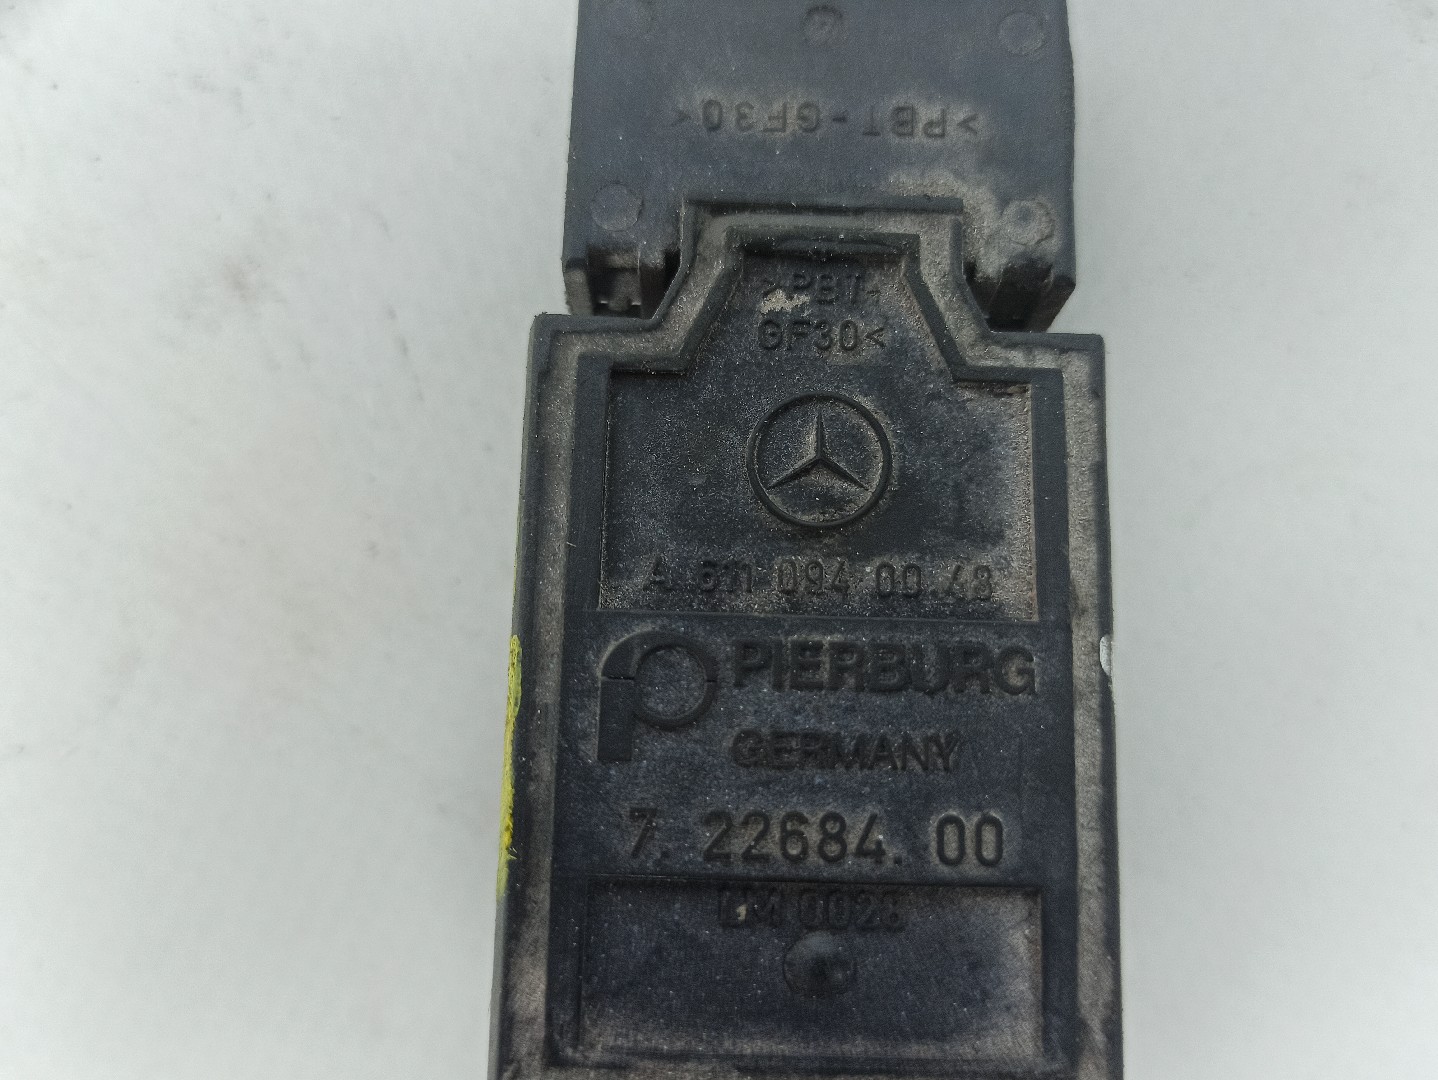 >PBT-GF30<
>PBT-
GF30<
A 611 094 00 48
PIERBURG
GERMANY
7. 22684. 00